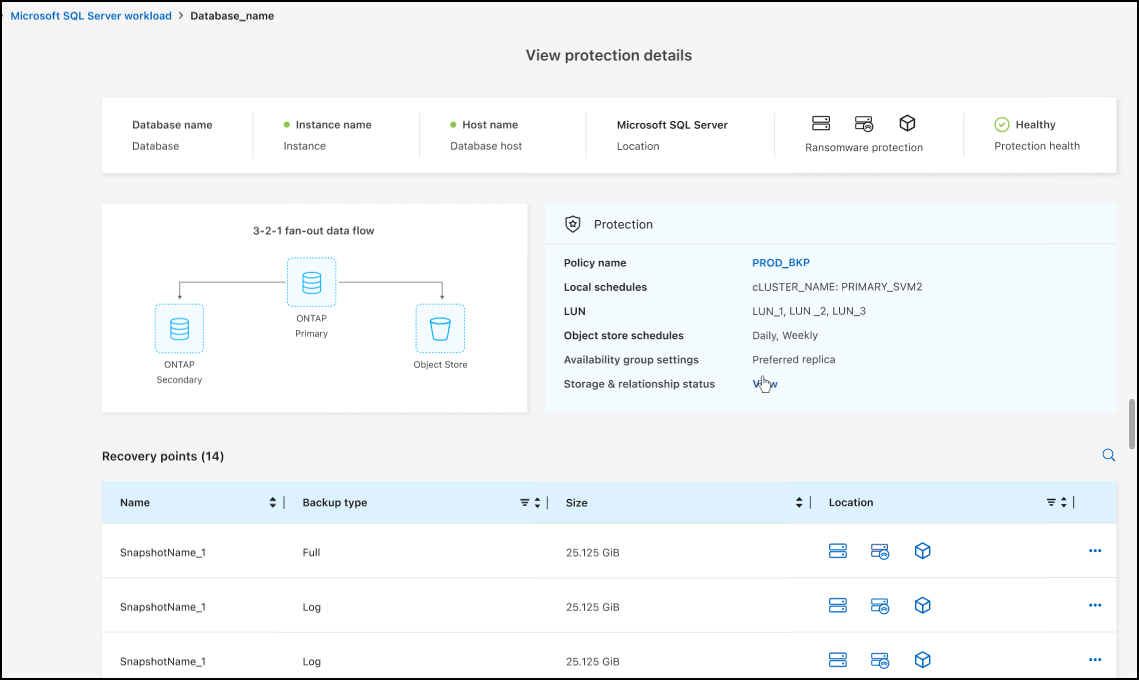 Microsoft SQL Server workload > Database_name
View protection details
Database name
Database
Instance name
Instance
Host name
Database host
Microsoft SQL Server
Location
Ransomware protection
Healthy
Protection health
3-2-1 fan-out data flow
ONTAP
Primary
ONTAP
Secondary
Object Store
Protection
Policy name PROD_BKP
Local schedules cLUSTER_NAME: PRIMARY_SVM2
LUN LUN_1, LUN _2, LUN_3
Object store schedules Daily, Weekly
Availability group settings Preferred replica
Storage & relationship status View
Recovery points (14)
Name Backup type Size Location
SnapshotName_1 Full 25.125 GiB
SnapshotName_1 Log 25.125 GiB
SnapshotName_1 Log 25.125 GiB